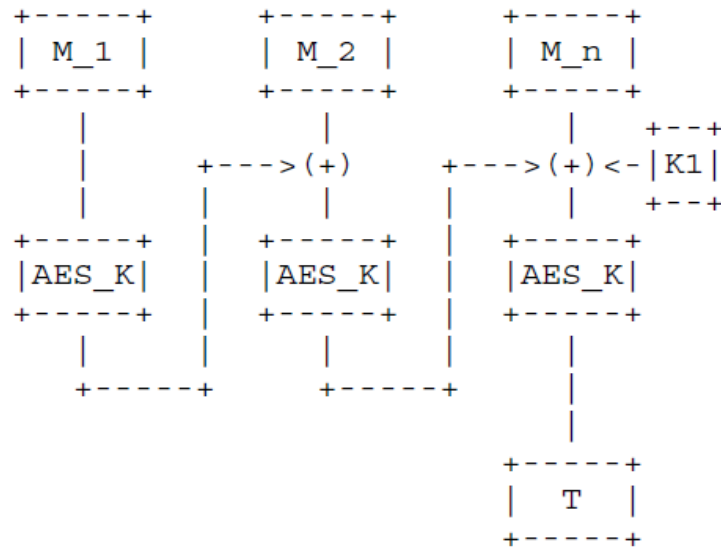 +-----+     +-----+     +-----+
| M_1 |     | M_2 |     | M_n |
+-----+     +-----+     +-----+
   |           |           |   +--+
   |     +--->(+)    +--->(+)<-|K1|
   |     |     |     |     |   +--+
+-----+  |  +-----+  |  +-----+
|AES_K|  |  |AES_K|  |  |AES_K|
+-----+  |  +-----+  |  +-----+
   |     |     |     |     |
   +-----+     +-----+     |
                           |
                        +-----+
                        |  T  |
                        +-----+